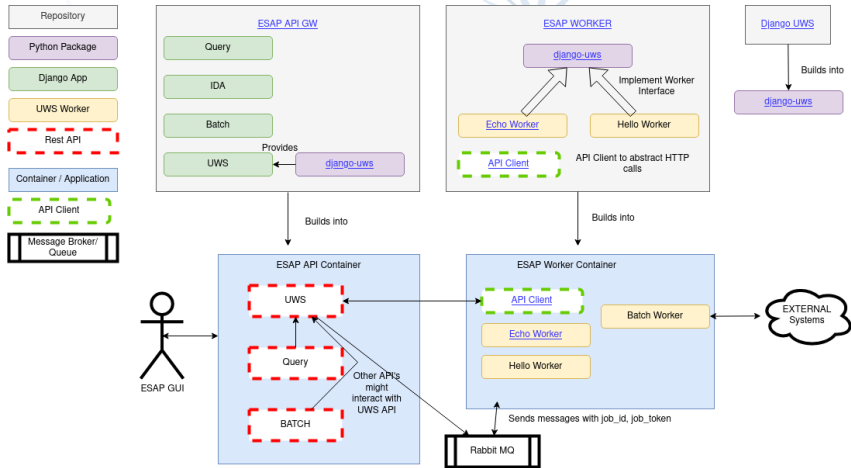 Repository
Python Package
Django App
UWS Worker
Rest API
Container / Application
API Client
Message Broker/
Queue
ESAP API GW
Query
IDA
Batch
UWS
Provides
django-uws
Builds into
ESAP WORKER
django-uws
Implement Worker
Interface
Echo Worker
Hello Worker
API Client
API Client to abstract HTTP
calls
Builds into
Django UWS
Builds into
django-uws
ESAP GUI
ESAP API Container
UWS
Query
Other API's
might
interact with
UWS API
BATCH
ESAP Worker Container
API Client
Echo Worker
Hello Worker
Batch Worker
EXTERNAL
Systems
Sends messages with job_id, job_token
Rabbit MQ